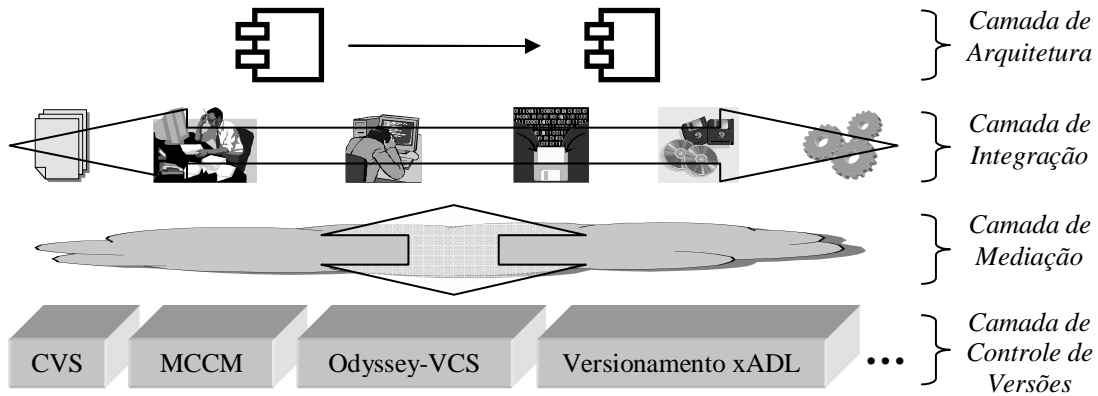 Camada de
Arquitetura
Camada de
Integração
Camada de
Mediação
CVS
MCCM
Odyssey-VCS
Versionamento xADL
...
Camada de
Controle de
Versões